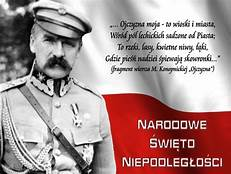 „... Ojczyzna moja - to wioski i miasta,
Wśród pól lechickich sadzone od Piasta;
To rzeki, lasy, kwietne niwy, łąki,
Gdzie pieśń nadziei śpiewają skowronki..."
(fragment wiersza M. Konopnickiej „Ojczyzna")
NARODOWE
ŚWIĘTO
NIEPODLEGŁOŚCI